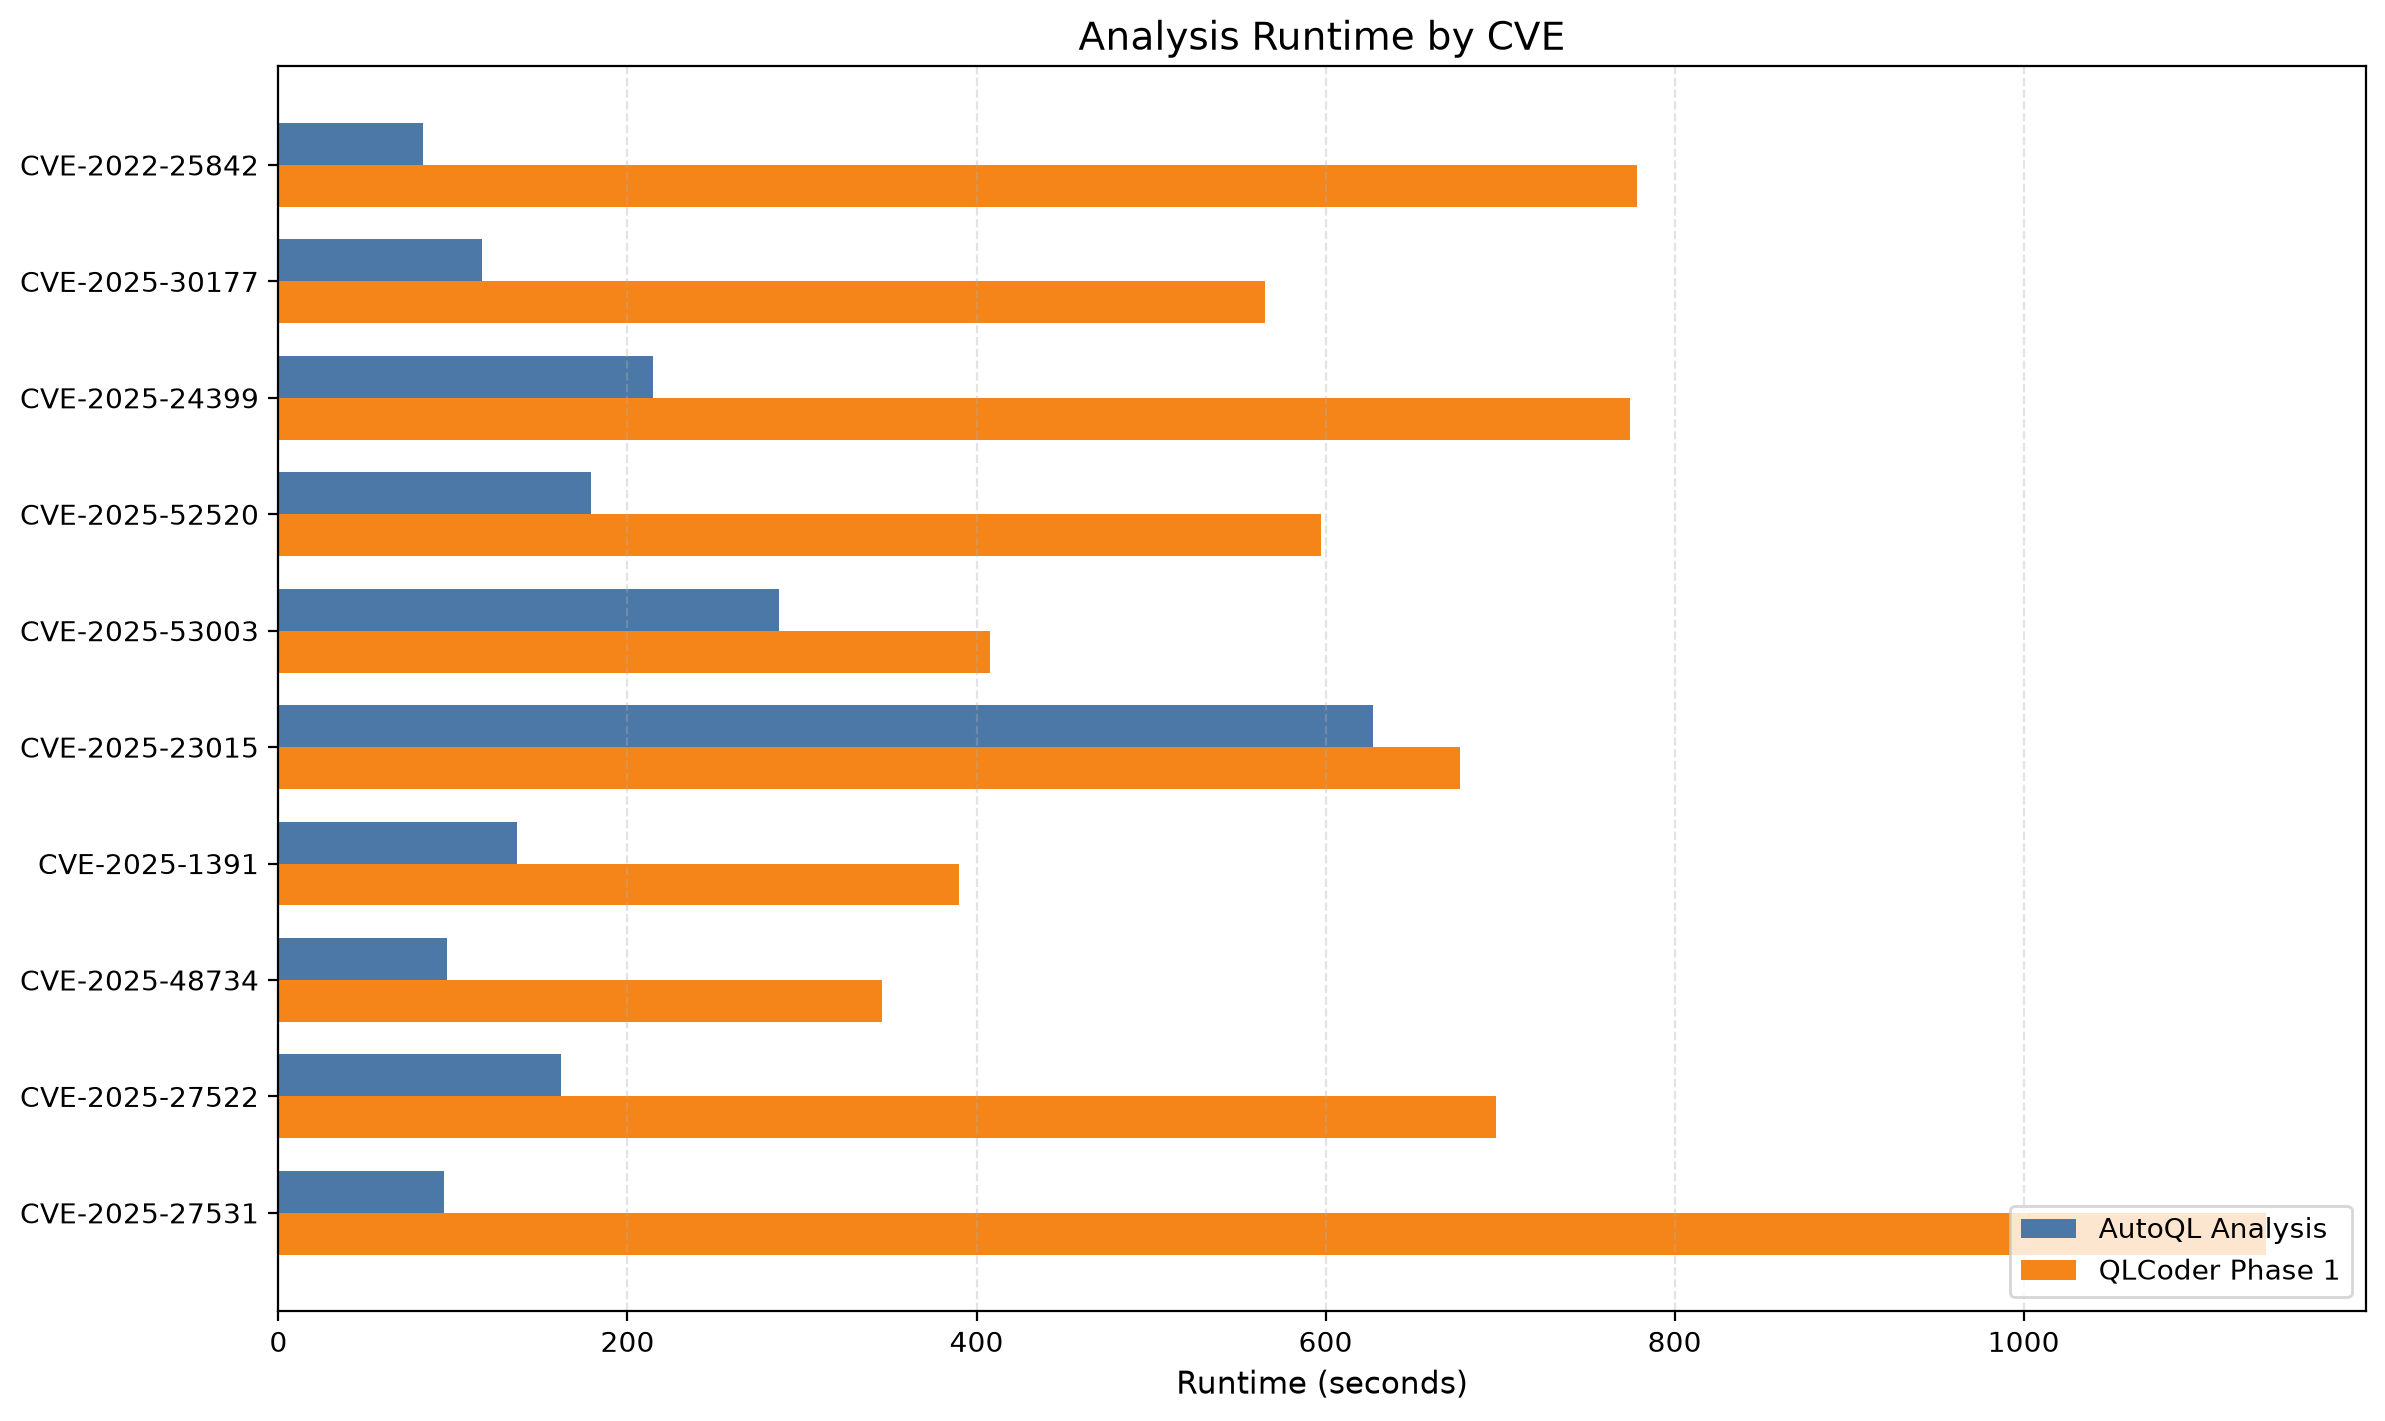 Analysis Runtime by CVE
CVE-2022-25842
CVE-2025-30177
CVE-2025-24399
CVE-2025-52520
CVE-2025-53003
CVE-2025-23015
CVE-2025-1391
CVE-2025-48734
CVE-2025-27522
CVE-2025-27531
AutoQL Analysis
QLCoder Phase 1
0 200 400 600 800 1000
Runtime (seconds)